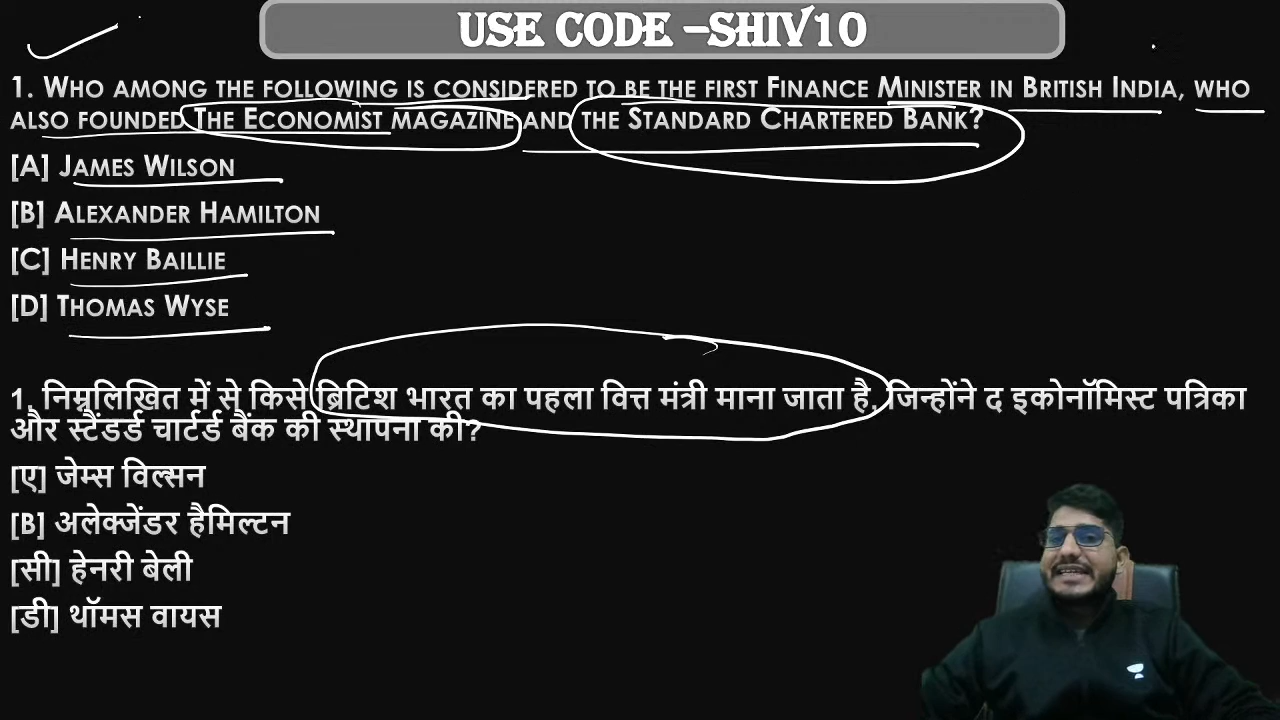 USE CODE –SHIV10
1. WHO AMONG THE FOLLOWING IS CONSIDERED TO BE THE FIRST FINANCE MINISTER IN BRITISH INDIA, WHO
ALSO FOUNDED THE ECONOMIST MAGAZINE AND THE STANDARD CHARTERED BANK?
[A] JAMES WILSON
[B] ALEXANDER HAMILTON
[C] HENRY BAILLIE
[D] THOMAS WYSE
1. निम्नलिखित में से किसे ब्रिटिश भारत का पहला वित्त मंत्री माना जाता है, जिन्होंने द इकोनॉमिस्ट पत्रिका
और स्टैंडर्ड चार्टर्ड बैंक की स्थापना की?
[ए] जेम्स विल्सन
[B] अलेक्जेंडर हैमिल्टन
[सी] हेनरी बेली
[डी] थॉमस वायस